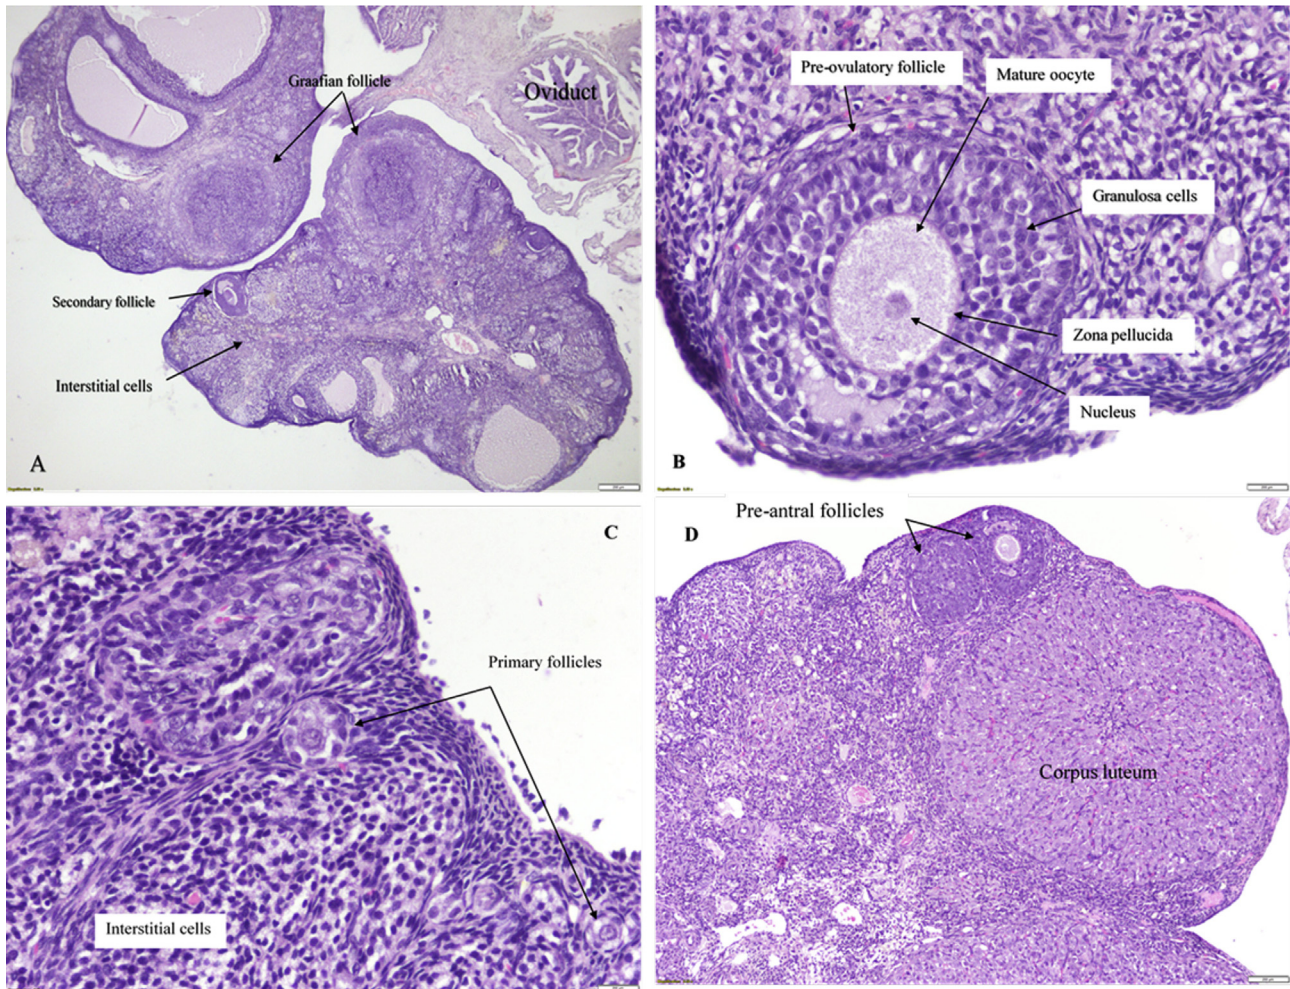 Graafian follicle
Oviduct
Secondary follicle
Interstitial cells
A
Pre-ovulatory follicle
Mature oocyte
Granulosa cells
Zona pellucida
Nucleus
B
C
Primary follicles
Interstitial cells
Pre-antral follicles
D
Corpus luteum